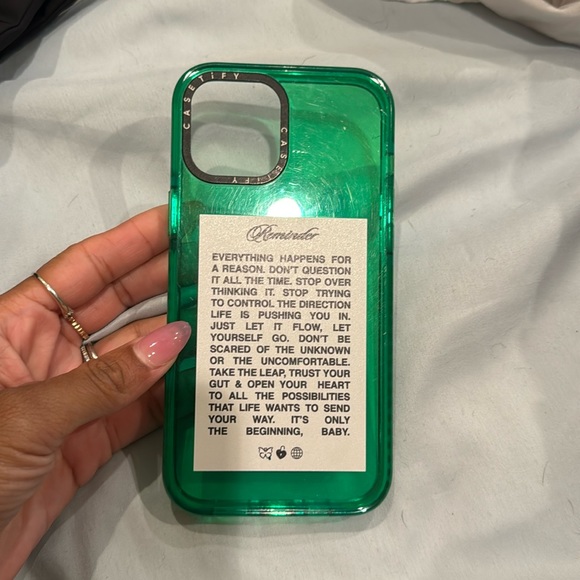 CASETiFY
CASETiFY
CASETiFY
Reminder
EVERYTHING HAPPENS FOR
A REASON. DON'T QUESTION
IT ALL THE TIME. STOP OVER
THINKING IT. STOP TRYING
TO CONTROL THE DIRECTION
LIFE IS PUSHING YOU IN.
JUST LET IT FLOW, LET
YOURSELF GO. DON'T BE
SCARED OF THE UNKNOWN
OR THE UNCOMFORTABLE.
TAKE THE LEAP, TRUST YOUR
GUT & OPEN YOUR HEART
TO ALL THE POSSIBILITIES
THAT LIFE WANTS TO SEND
YOUR WAY. IT'S ONLY
THE BEGINNING, BABY.